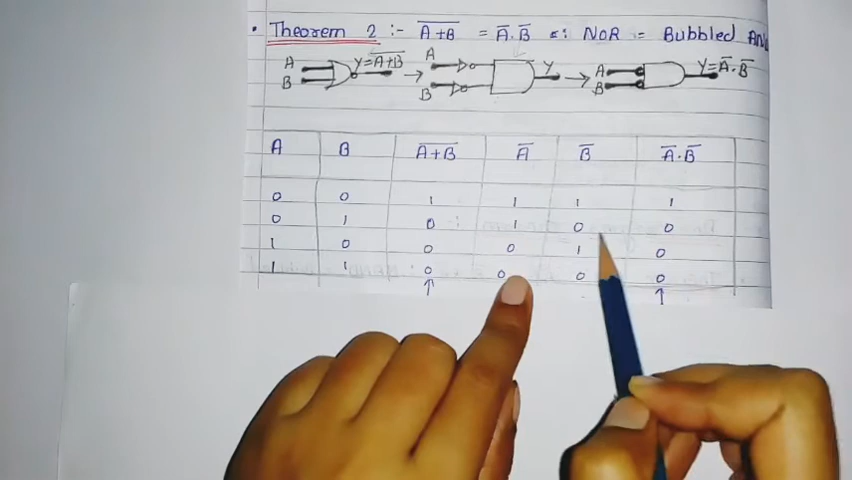 • Theorem 2 :- A̅+̅B̅ = A̅.B̅ i.e. NOR = Bubbled AND
A B Y=A̅+̅B̅ → A B Y → A B Y=A̅.B̅
A B A̅+̅B̅ A̅ B̅ A̅.B̅
0 0 1 1 1 1
0 1 0 1 0 0
1 0 0 0 1 0
1 1 0 0 0 0
↑ ↑